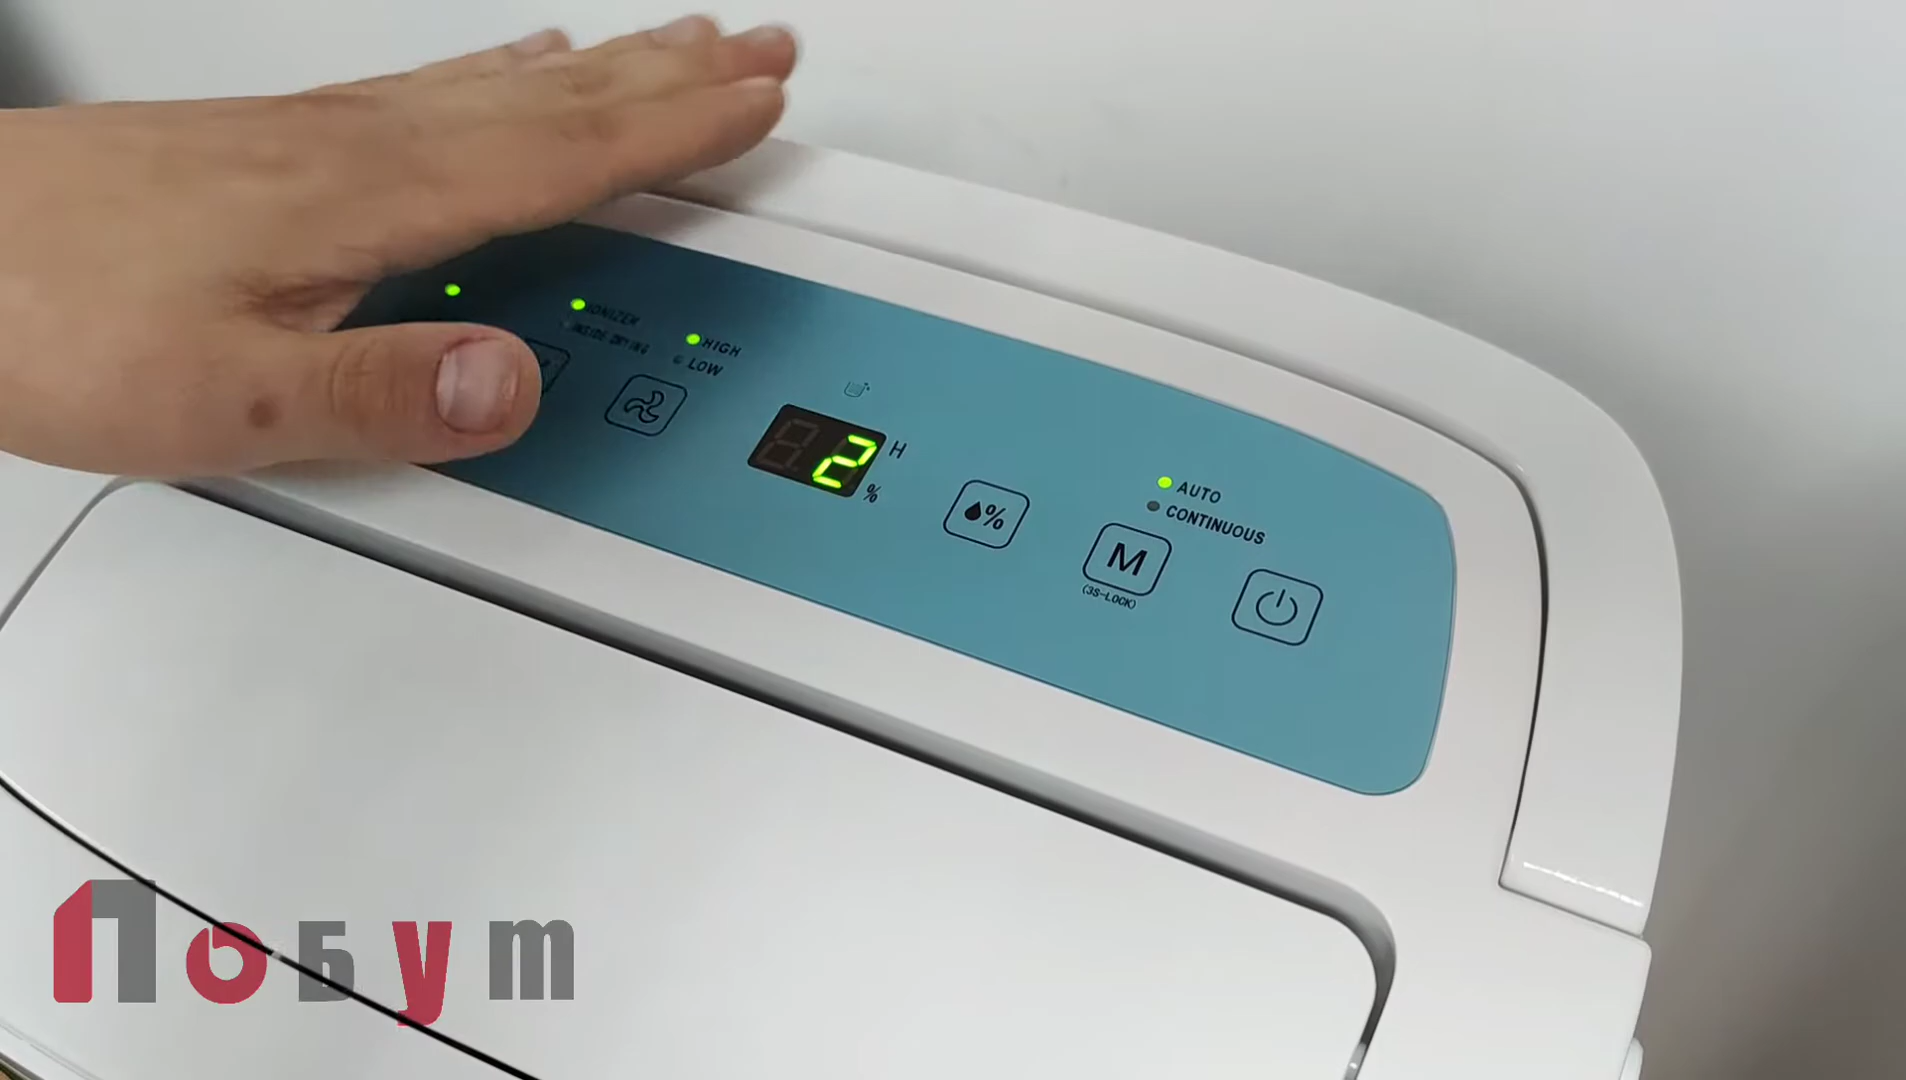 IONIZER
INSIDE DRYING
HIGH
LOW
2
H
%
%
AUTO
CONTINUOUS
M
(3S-LOCK)
Побут